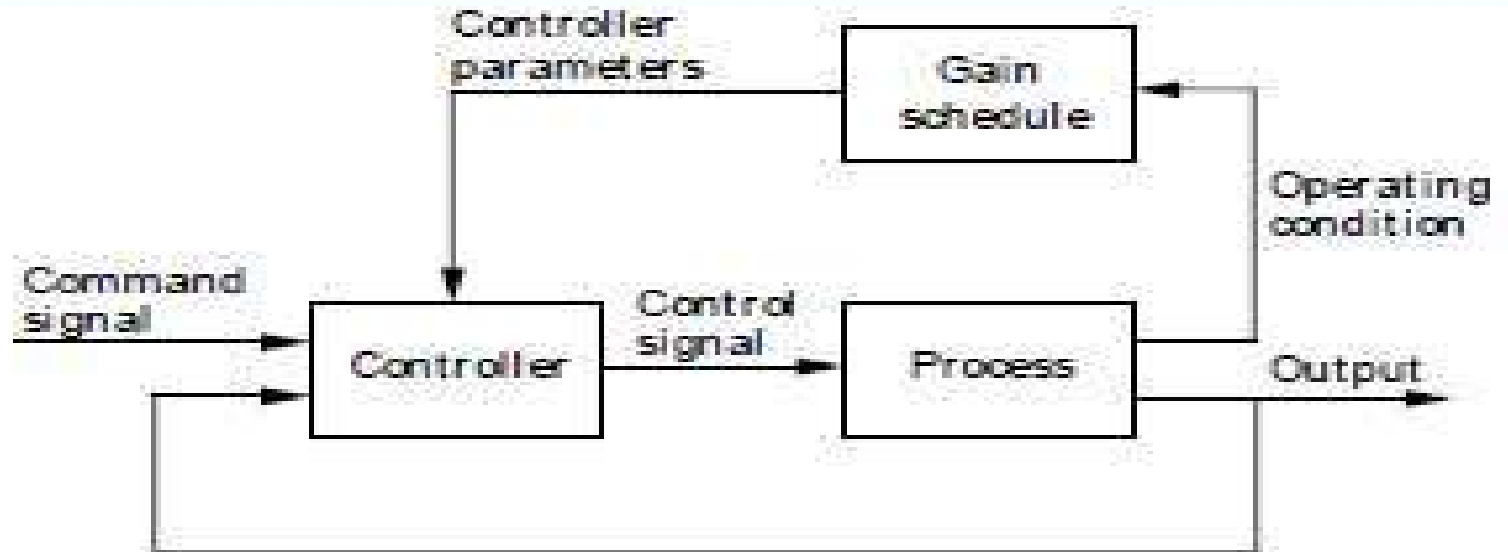 Controller
parameters
Gain
schedule
Operating
condition
Command
signal
Control
signal
Controller
Process
Output